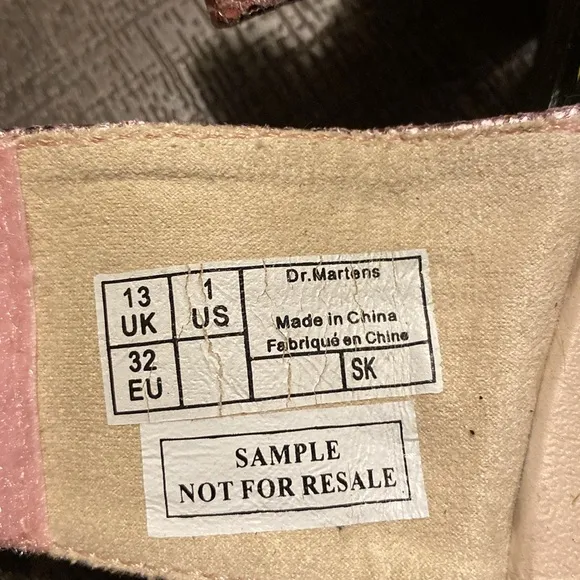 13
UK
1
US
Dr.Martens
Made in China
Fabriqué en Chine
32
EU
SK
SAMPLE
NOT FOR RESALE